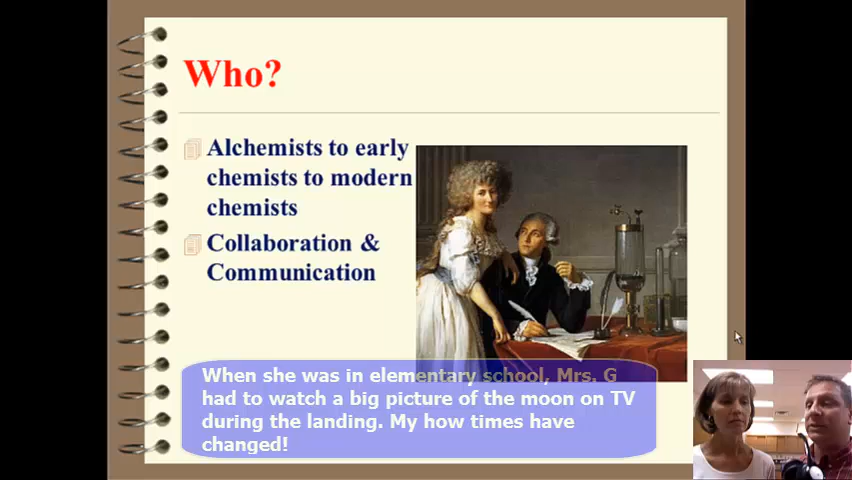 Who?
Alchemists to early
chemists to modern
chemists
Collaboration &
Communication
When she was in elementary school, Mrs. G
had to watch a big picture of the moon on TV
during the landing. My how times have
changed!